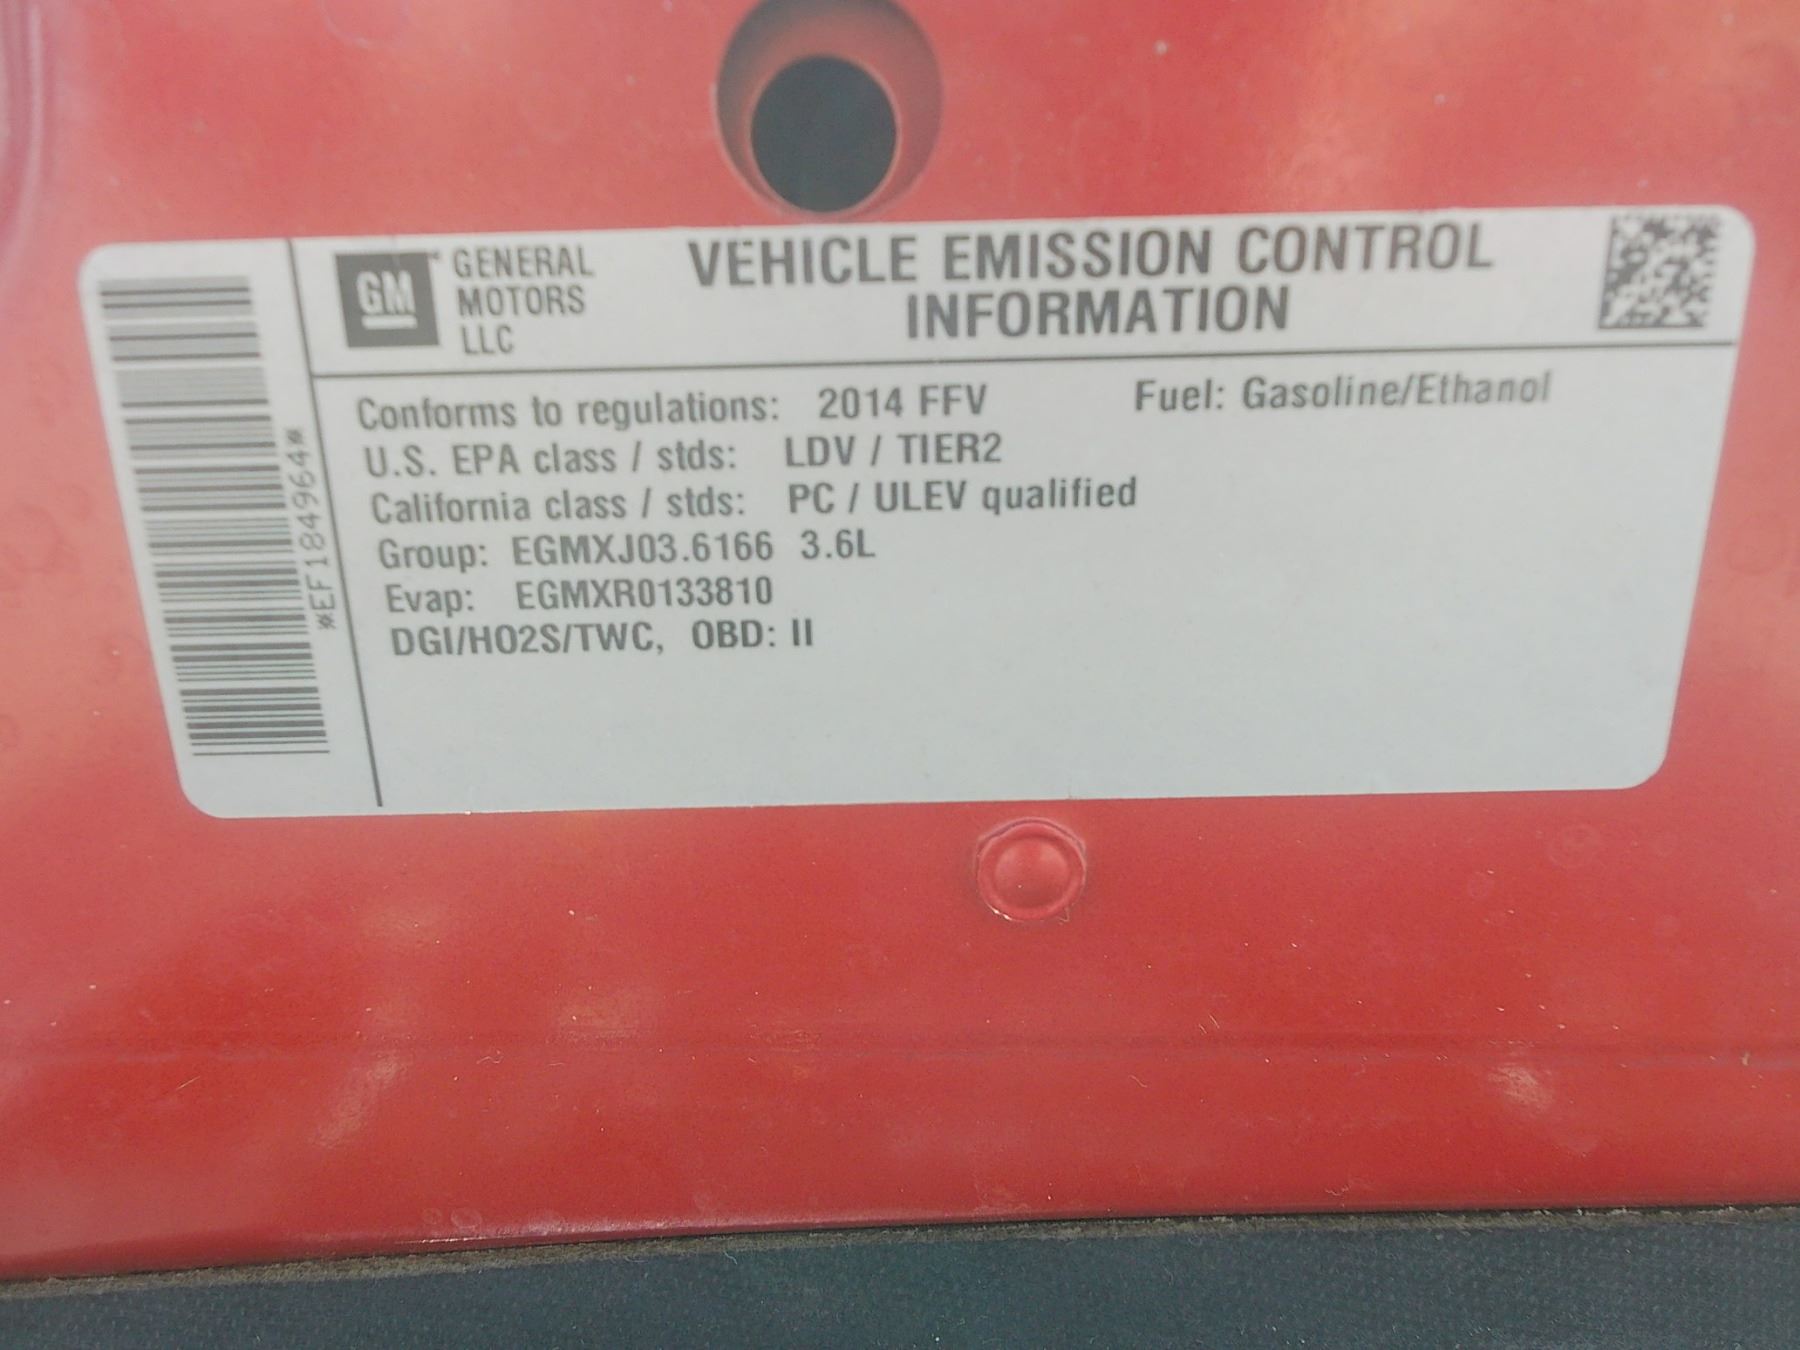 GM
GENERAL
MOTORS
LLC
VEHICLE EMISSION CONTROL
INFORMATION
Conforms to regulations: 2014 FFV Fuel: Gasoline/Ethanol
U.S. EPA class / stds: LDV / TIER2
California class / stds: PC / ULEV qualified
Group: EGMXJ03.6166 3.6L
Evap: EGMXR0133810
DGI/HO2S/TWC, OBD: II
*EF1849664*